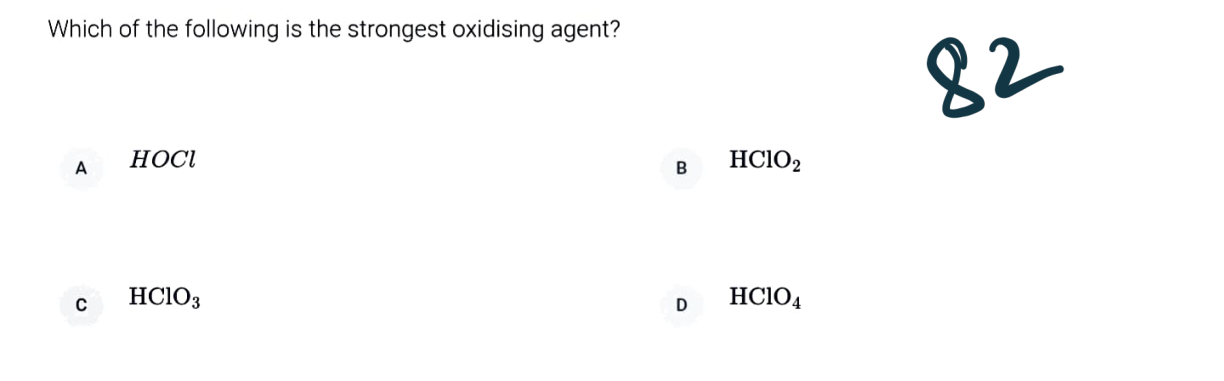 Which of the following is the strongest oxidising agent?
82
A HOCl
B HClO₂
C HClO₃
D HClO₄